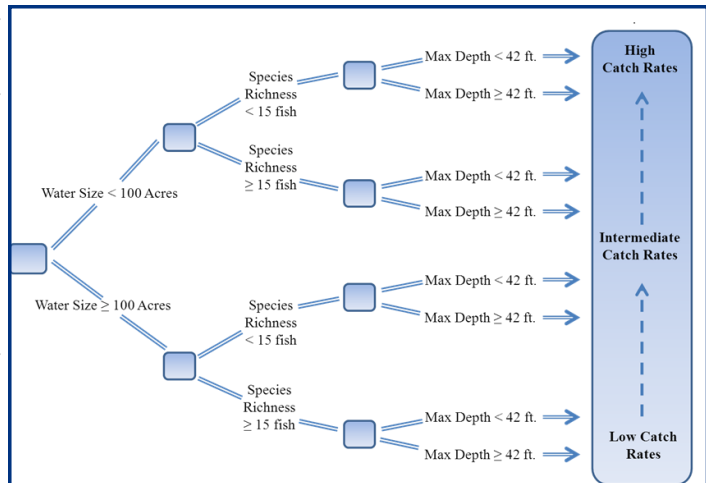 Max Depth < 42 ft.
High
Catch Rates
Species
Richness
< 15 fish
Max Depth ≥ 42 ft.
Species
Richness
≥ 15 fish
Max Depth < 42 ft.
Water Size < 100 Acres
Max Depth ≥ 42 ft.
Intermediate
Catch Rates
Max Depth < 42 ft.
Water Size ≥ 100 Acres
Species
Richness
< 15 fish
Max Depth ≥ 42 ft.
Species
Richness
≥ 15 fish
Max Depth < 42 ft.
Low Catch
Rates
Max Depth ≥ 42 ft.